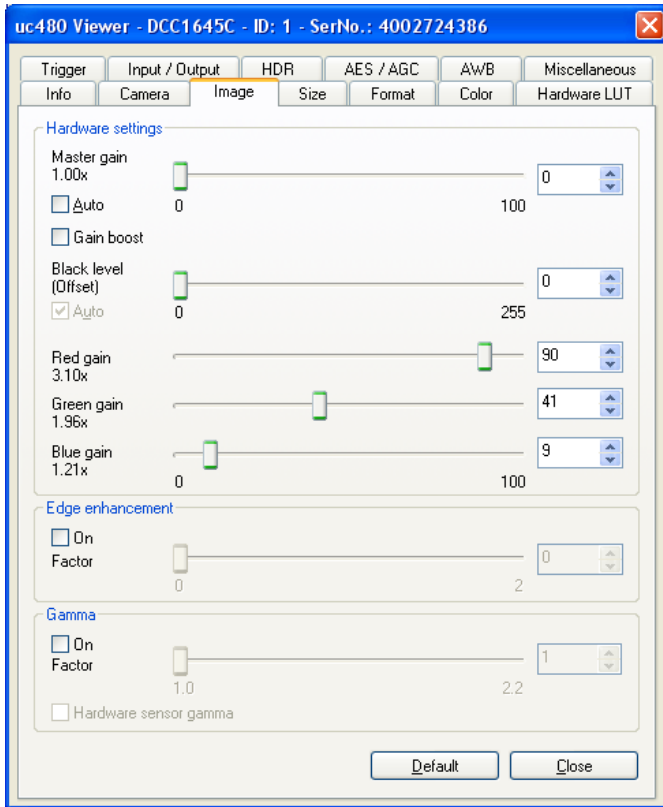 uc480 Viewer - DCC1645C - ID: 1 - SerNo.: 4002724386
Trigger Input / Output HDR AES / AGC AWB Miscellaneous
Info Camera Image Size Format Color Hardware LUT
Hardware settings
Master gain
1.00x
0
Auto
0 100
Gain boost
Black level
(Offset)
0
Auto
0 255
Red gain
3.10x
90
Green gain
1.96x
41
Blue gain
1.21x
9
0 100
Edge enhancement
On
Factor
0
0 2
Gamma
On
Factor
1
1.0 2.2
Hardware sensor gamma
Default Close